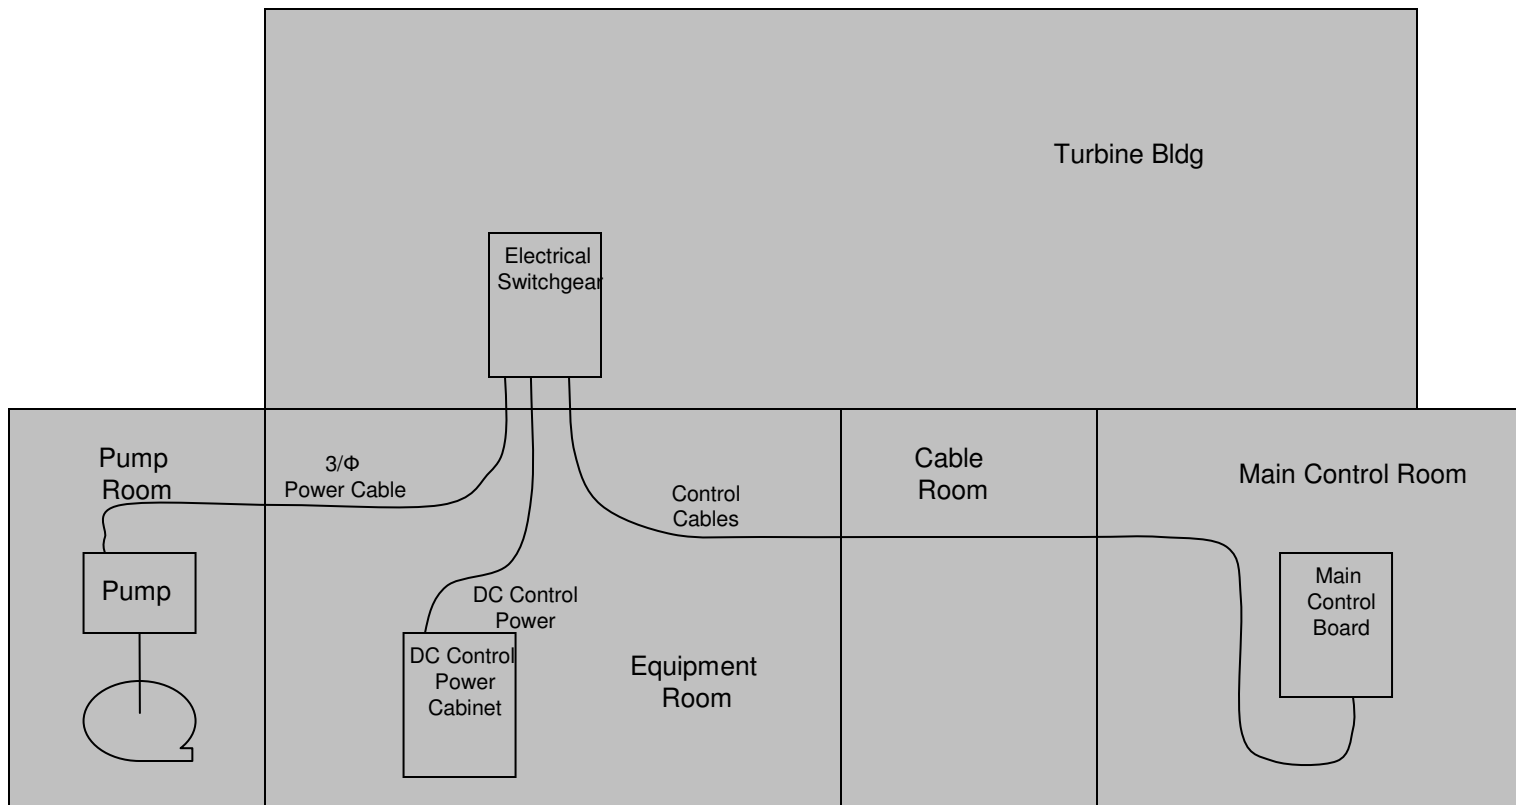 Turbine Bldg
Electrical
Switchgear
Pump
Room
3/Φ
Power Cable
Control
Cables
Cable
Room
Main Control Room
Pump
DC Control
Power
DC Control
Power
Cabinet
Equipment
Room
Main
Control
Board